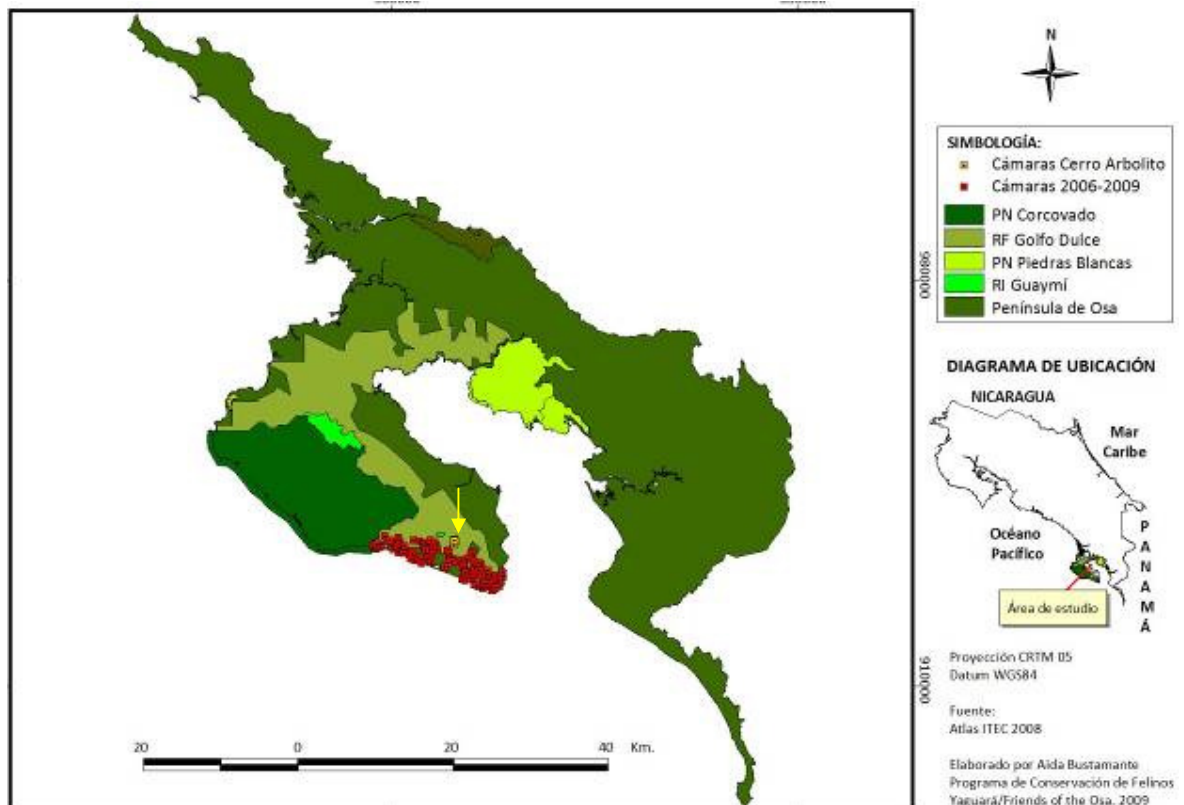 N
SIMBOLOGÍA:
Cámaras Cerro Arbolito
Cámaras 2006-2009
PN Corcovado
RF Golfo Dulce
PN Piedras Blancas
RI Guaymí
Península de Osa
980000
910000
DIAGRAMA DE UBICACIÓN
NICARAGUA
Mar
Caribe
Océano
Pacífico
PANAMÁ
Área de estudio
20 0 20 40 Km.
Proyección CRTM 05
Datum WGS84
Fuente:
Atlas ITEC 2008
Elaborado por Aida Bustamante
Programa de Conservación de Felinos
Yaguará/Friends of the Osa, 2009